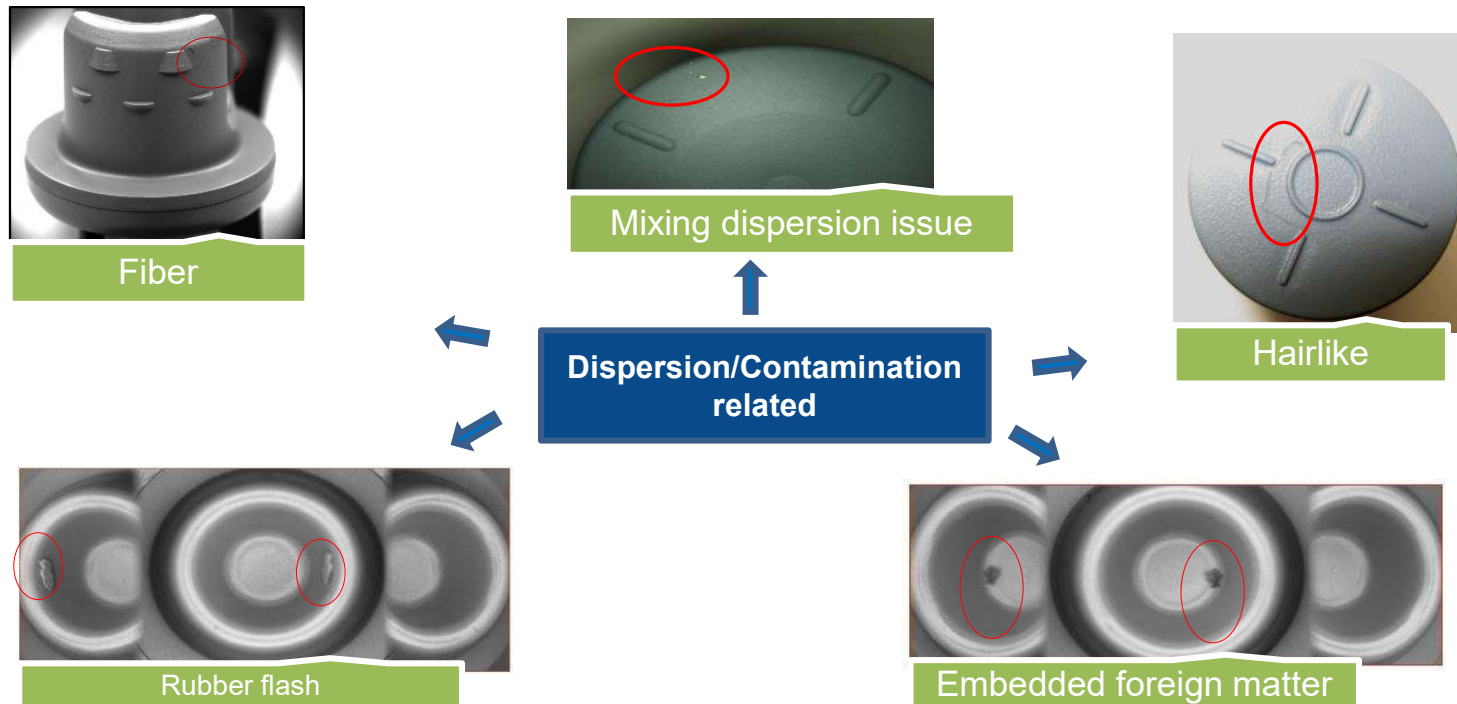 Fiber
Mixing dispersion issue
Hairlike
Dispersion/Contamination
related
Rubber flash
Embedded foreign matter